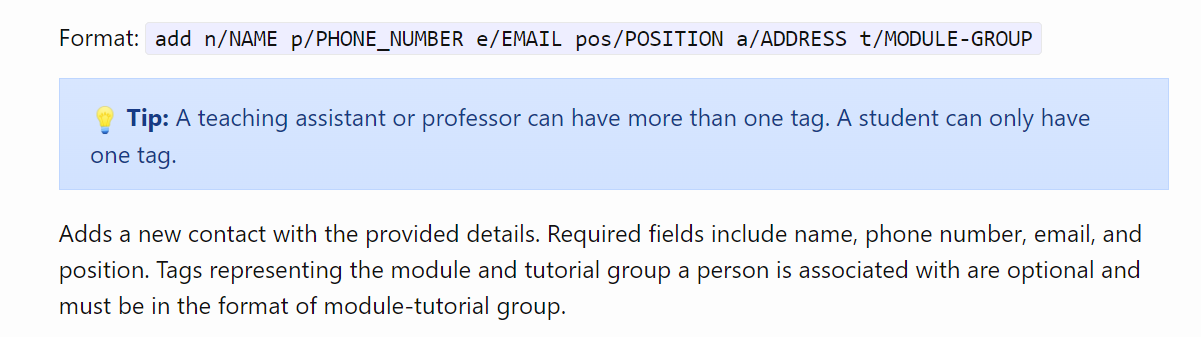 Format: add n/NAME p/PHONE_NUMBER e/EMAIL pos/POSITION a/ADDRESS t/MODULE-GROUP
💡 Tip: A teaching assistant or professor can have more than one tag. A student can only have
one tag.
Adds a new contact with the provided details. Required fields include name, phone number, email, and
position. Tags representing the module and tutorial group a person is associated with are optional and
must be in the format of module-tutorial group.